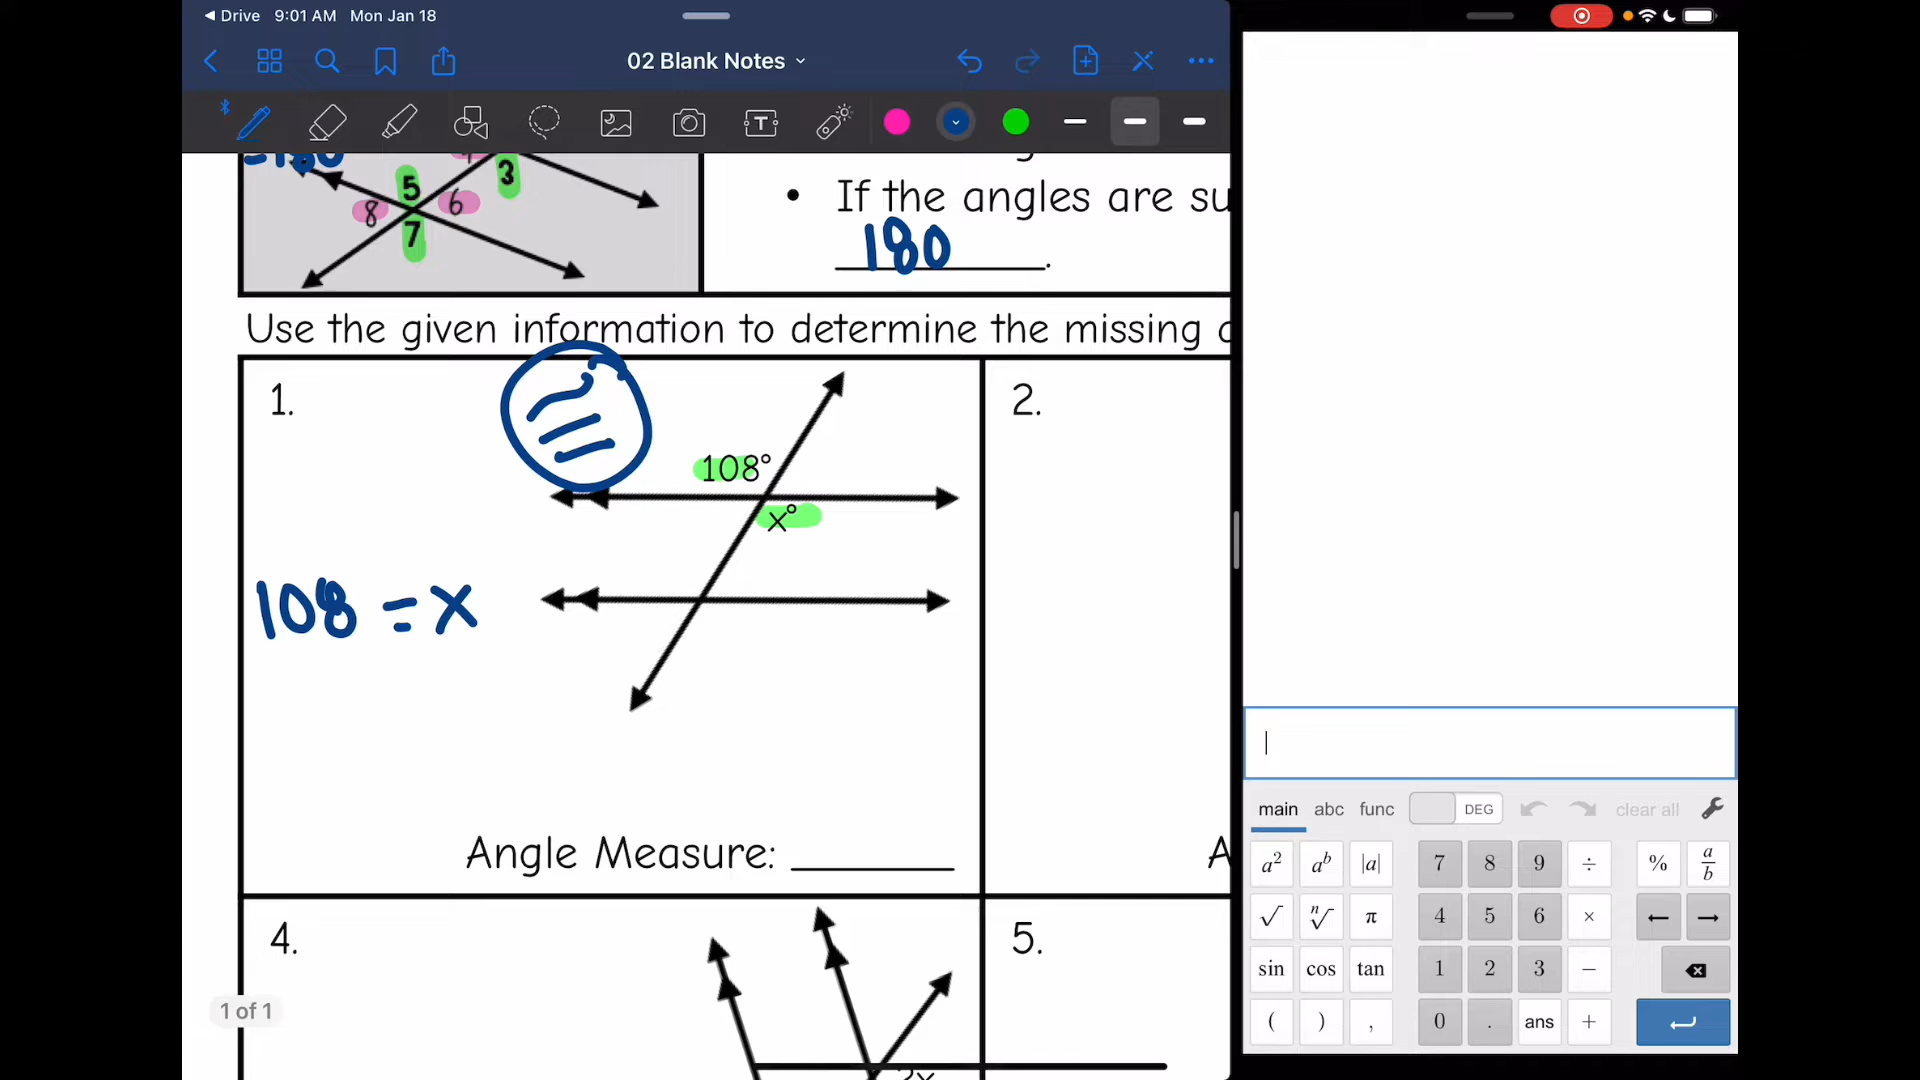 Drive 9:01 AM Mon Jan 18
02 Blank Notes
=180
3
5
8
6
7
• If the angles are su
180
.
Use the given information to determine the missing
1.
108°
x°
108 = x
Angle Measure:
2.
A
4.
5.
1 of 1
main abc func DEG clear all
a² aᵇ |a| 7 8 9 ÷ % a/b
√ ⁿ√ π 4 5 6 × ← →
sin cos tan 1 2 3 −
( ) , 0 . ans +